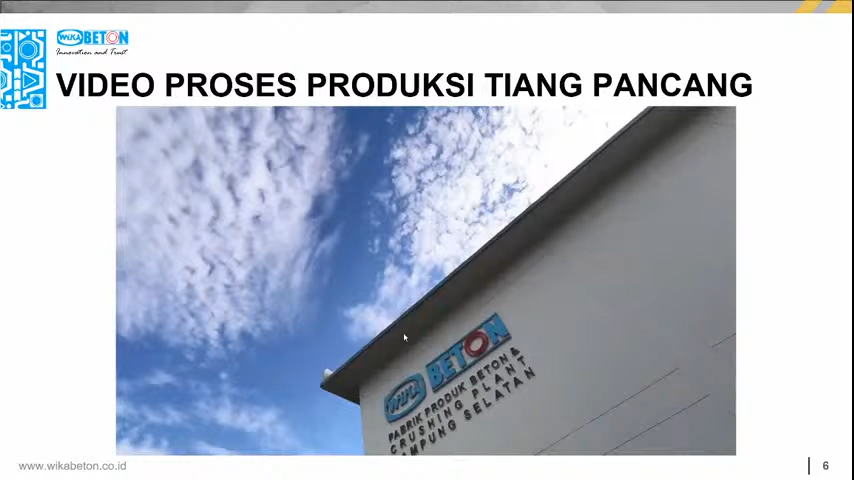 WIKA BETON
Innovation and Trust
VIDEO PROSES PRODUKSI TIANG PANCANG
WIKA BETON
PABRIK PRODUK BETON &
CRUSHING PLANT
LAMPUNG SELATAN
www.wikabeton.co.id
6